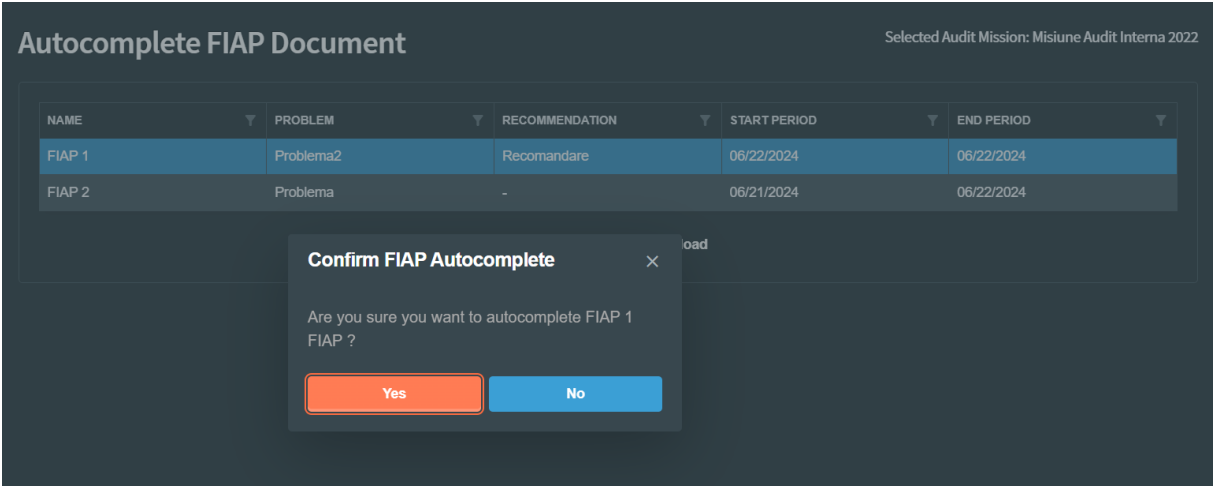 Autocomplete FIAP Document
Selected Audit Mission: Misiune Audit Interna 2022
NAME PROBLEM RECOMMENDATION START PERIOD END PERIOD
FIAP 1 Problema2 Recomandare 06/22/2024 06/22/2024
FIAP 2 Problema - 06/21/2024 06/22/2024
Confirm FIAP Autocomplete
Are you sure you want to autocomplete FIAP 1
FIAP ?
Yes No